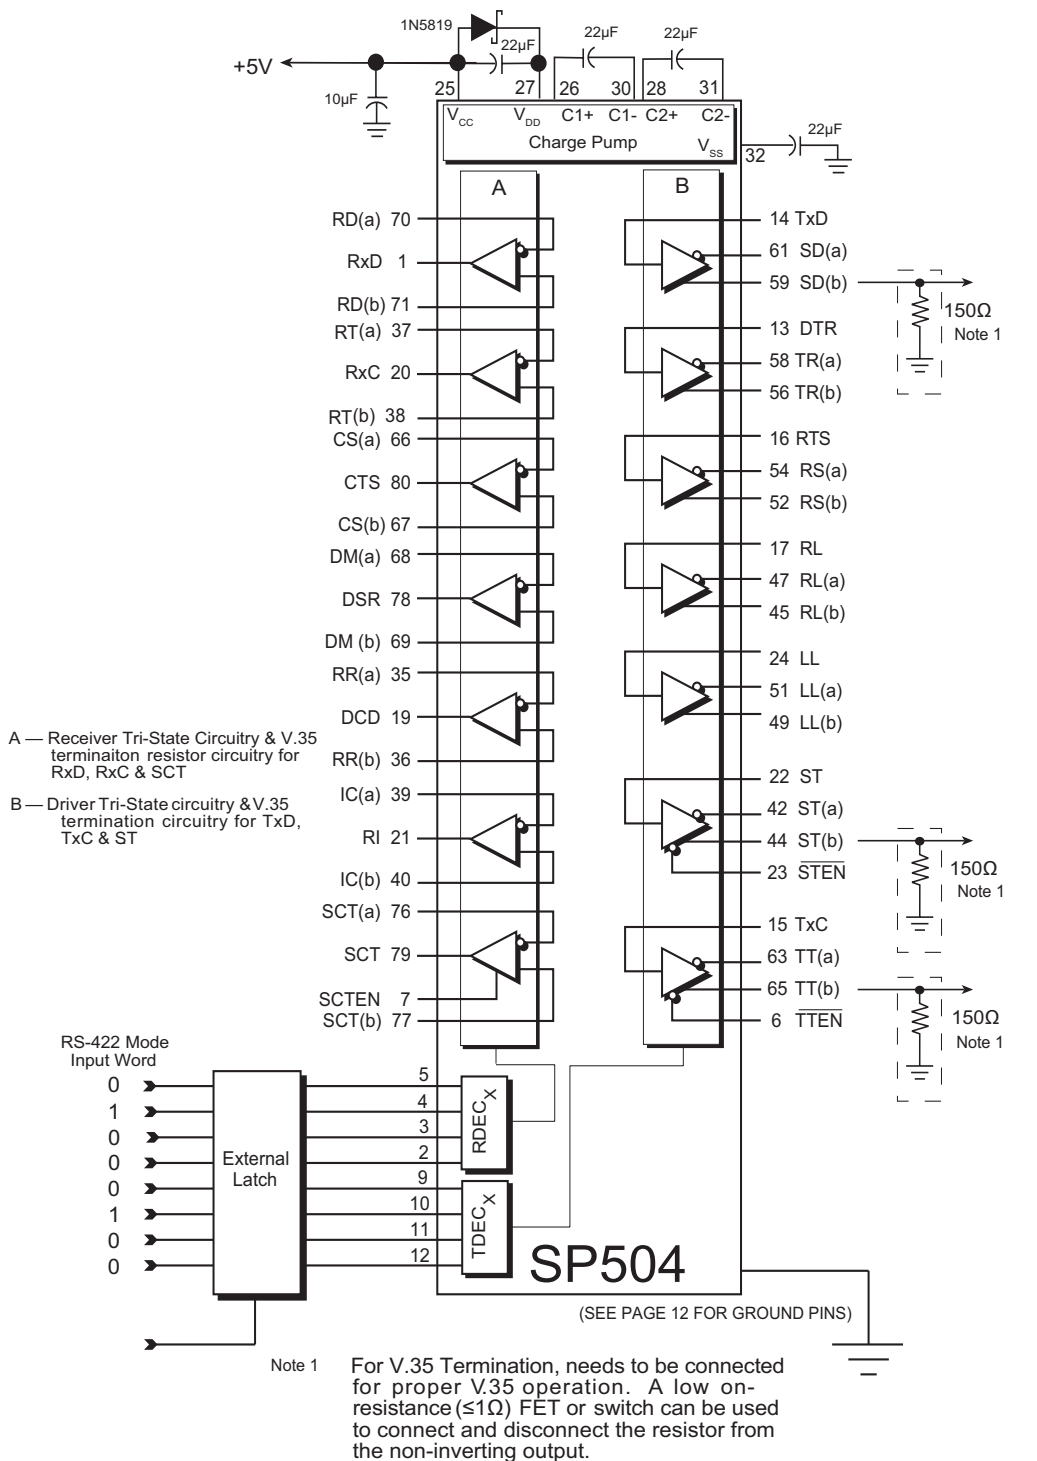 1N5819
22µF
22µF
22µF
+5V
10µF
25
27 26
30 28
31
VCC
VDD C1+ C1- C2+ C2-
Charge Pump
VSS
32
22µF
A
B
RD(a) 70
RxD 1
RD(b) 71
RT(a) 37
RxC 20
RT(b) 38
CS(a) 66
CTS 80
CS(b) 67
DM(a) 68
DSR 78
DM (b) 69
RR(a) 35
DCD 19
RR(b) 36
IC(a) 39
RI 21
IC(b) 40
SCT(a) 76
SCT 79
SCTEN 7
SCT(b) 77
14 TxD
61 SD(a)
59 SD(b)
150Ω
Note 1
13 DTR
58 TR(a)
56 TR(b)
16 RTS
54 RS(a)
52 RS(b)
17 RL
47 RL(a)
45 RL(b)
24 LL
51 LL(a)
49 LL(b)
22 ST
42 ST(a)
44 ST(b)
23 STEN
150Ω
Note 1
15 TxC
63 TT(a)
65 TT(b)
6 TTEN
150Ω
Note 1
A — Receiver Tri-State Circuitry & V.35
terminaiton resistor circuitry for
RxD, RxC & SCT
B — Driver Tri-State circuitry & V.35
termination circuitry for TxD,
TxC & ST
RS-422 Mode
Input Word
0
1
0
0
0
1
0
0
External
Latch
5
4
3
2
9
10
11
12
RDECX
TDECX
SP504
(SEE PAGE 12 FOR GROUND PINS)
Note 1 For V.35 Termination, needs to be connected
for proper V.35 operation. A low on-
resistance (≤1Ω) FET or switch can be used
to connect and disconnect the resistor from
the non-inverting output.